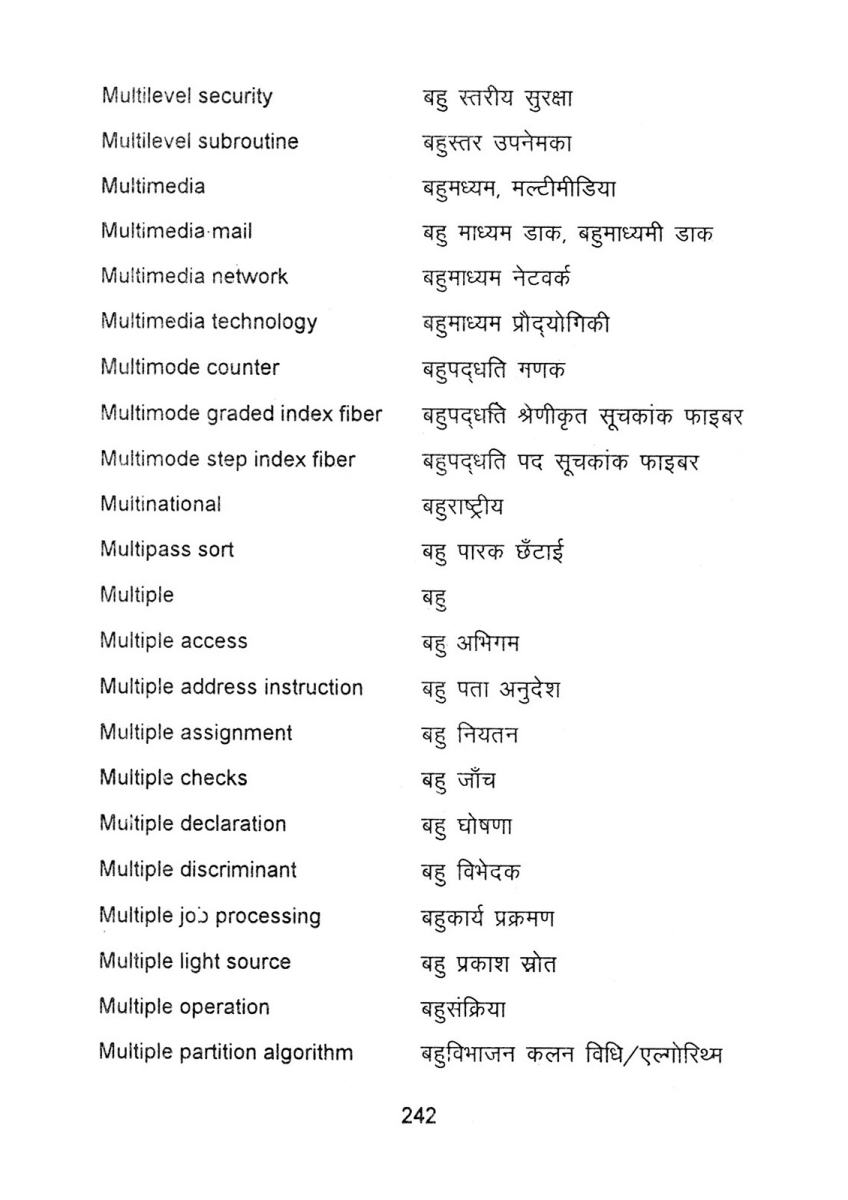 Multilevel security बहु स्तरीय सुरक्षा
Multilevel subroutine बहुस्तर उपनेमका
Multimedia बहुमध्यम, मल्टीमीडिया
Multimedia mail बहु माध्यम डाक, बहुमाध्यमी डाक
Multimedia network बहुमाध्यम नेटवर्क
Multimedia technology बहुमाध्यम प्रौद्योगिकी
Multimode counter बहुपद्धति गणक
Multimode graded index fiber बहुपद्धति श्रेणीकृत सूचकांक फाइबर
Multimode step index fiber बहुपद्धति पद सूचकांक फाइबर
Multinational बहुराष्ट्रीय
Multipass sort बहु पारक छँटाई
Multiple बहु
Multiple access बहु अभिगम
Multiple address instruction बहु पता अनुदेश
Multiple assignment बहु नियतन
Multiple checks बहु जाँच
Multiple declaration बहु घोषणा
Multiple discriminant बहु विभेदक
Multiple job processing बहुकार्य प्रक्रमण
Multiple light source बहु प्रकाश स्रोत
Multiple operation बहुसंक्रिया
Multiple partition algorithm बहुविभाजन कलन विधि/एल्गोरिथ्म
242